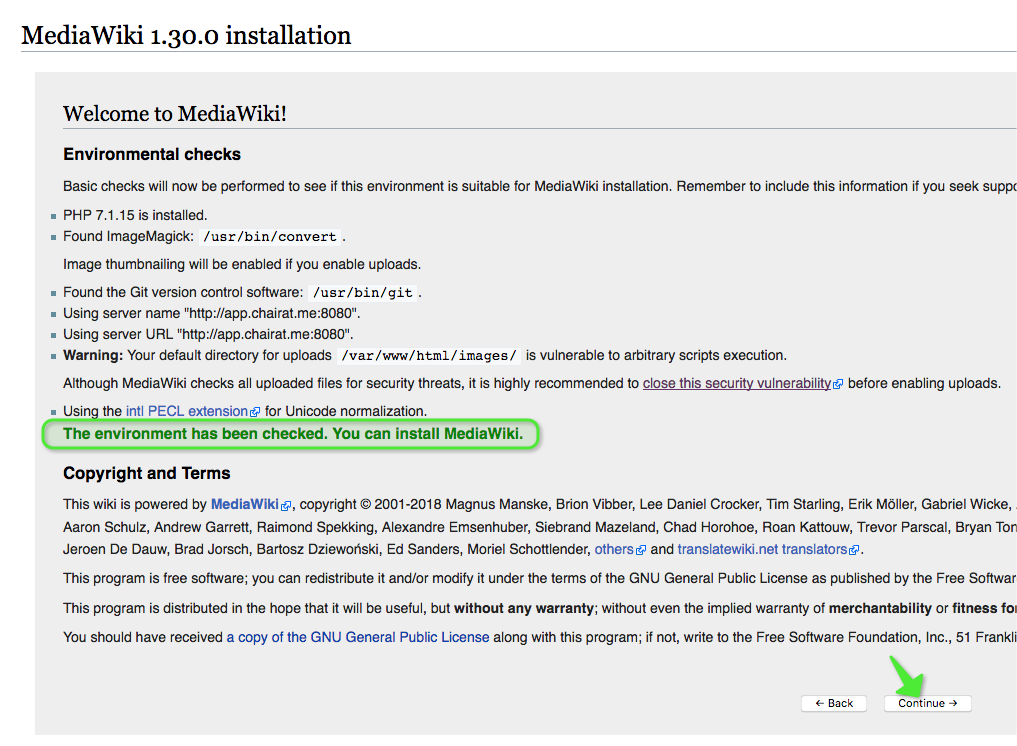 MediaWiki 1.30.0 installation
Welcome to MediaWiki!
Environmental checks
Basic checks will now be performed to see if this environment is suitable for MediaWiki installation. Remember to include this information if you seek
PHP 7.1.15 is installed.
Found ImageMagick: /usr/bin/convert .
Image thumbnailing will be enabled if you enable uploads.
Found the Git version control software: /usr/bin/git .
Using server name "http://app.chairat.me:8080".
Using server URL "http://app.chairat.me:8080".
Warning: Your default directory for uploads /var/www/html/images/ is vulnerable to arbitrary scripts execution.
Although MediaWiki checks all uploaded files for security threats, it is highly recommended to close this security vulnerability before enabling uploads.
Using the intl PECL extension for Unicode normalization.
The environment has been checked. You can install MediaWiki.
Copyright and Terms
This wiki is powered by MediaWiki, copyright © 2001-2018 Magnus Manske, Brion Vibber, Lee Daniel Crocker, Tim Starling, Erik Möller, Gabriel Wicke,
Aaron Schulz, Andrew Garrett, Raimond Spekking, Alexandre Emsenhuber, Siebrand Mazeland, Chad Horohoe, Roan Kattouw, Trevor Parscal, Bryan
Jeroen De Dauw, Brad Jorsch, Bartosz Dziewoński, Ed Sanders, Moriel Schottlender, others and translatewiki.net translators.
This program is free software; you can redistribute it and/or modify it under the terms of the GNU General Public License as published by the Free
This program is distributed in the hope that it will be useful, but without any warranty; without even the implied warranty of merchantability or fitness
You should have received a copy of the GNU General Public License along with this program; if not, write to the Free Software Foundation, Inc., 51
← Back
Continue →